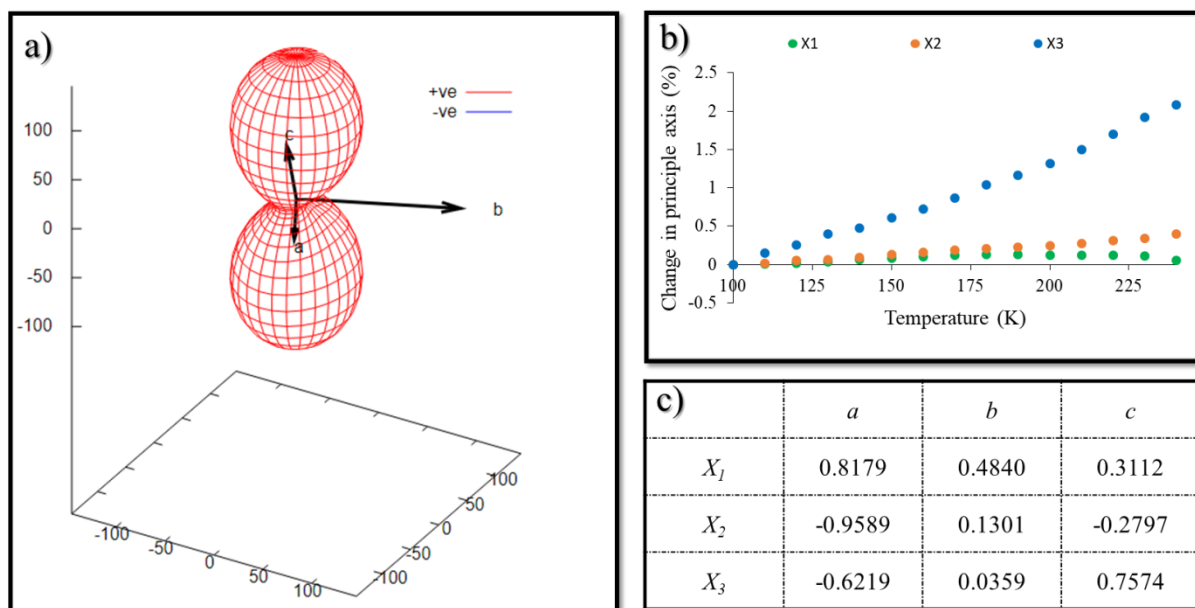 a)
+ve
-ve
100
50
0
-50
-100
c
b
a
-100
-50
0
50
100
-100
-50
0
50
100
b)
X1 X2 X3
Change in principle axis (%)
2.5
2
1.5
1
0.5
0
-0.5
100 125 150 175 200 225
Temperature (K)
c)
a b c
X1 0.8179 0.4840 0.3112
X2 -0.9589 0.1301 -0.2797
X3 -0.6219 0.0359 0.7574